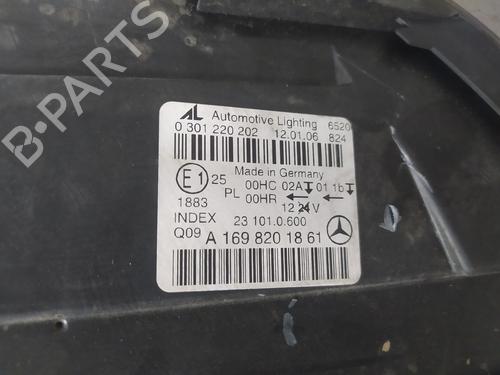 B-PARTS
AL Automotive Lighting 6520
0 301 220 202 12.01.06 824
Made in Germany
E1 25 00HC 02A 01 1b
PL 00HR
1883 12 24 V
INDEX 23 101.0.600
Q09 A 169 820 18 61